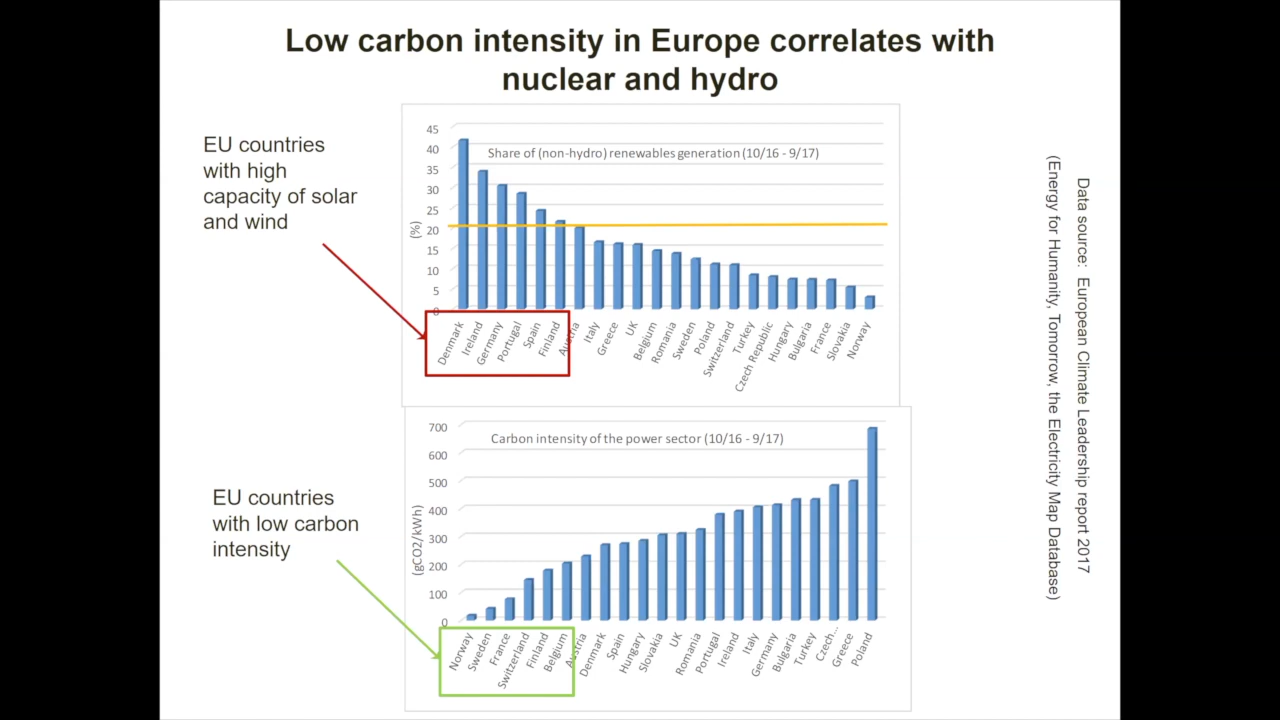 Low carbon intensity in Europe correlates with
nuclear and hydro
EU countries
with high
capacity of solar
and wind
Share of (non-hydro) renewables generation (10/16 - 9/17)
(%)
45
40
35
30
25
20
15
10
5
0
Denmark
Ireland
Germany
Portugal
Spain
Finland
Austria
Italy
Greece
UK
Belgium
Romania
Sweden
Poland
Switzerland
Turkey
Czech Republic
Hungary
Bulgaria
France
Slovakia
Norway
EU countries
with low carbon
intensity
Carbon intensity of the power sector (10/16 - 9/17)
(gCO2/kWh)
700
600
500
400
300
200
100
0
Norway
Sweden
France
Switzerland
Finland
Belgium
Austria
Denmark
Spain
Hungary
Slovakia
UK
Romania
Portugal
Ireland
Italy
Germany
Bulgaria
Turkey
Czech...
Greece
Poland
Data source: European Climate Leadership report 2017
(Energy for Humanity, Tomorrow, the Electricity Map Database)